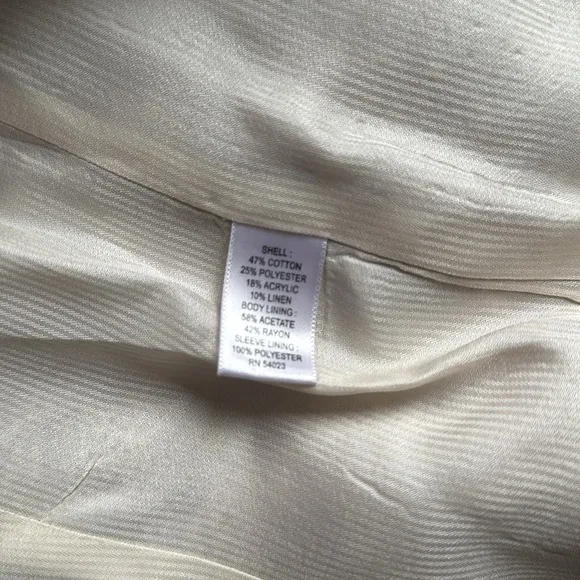 SHELL :
47% COTTON
25% POLYESTER
18% ACRYLIC
10% LINEN
BODY LINING :
58% ACETATE
42% RAYON
SLEEVE LINING :
100% POLYESTER
RN 54023